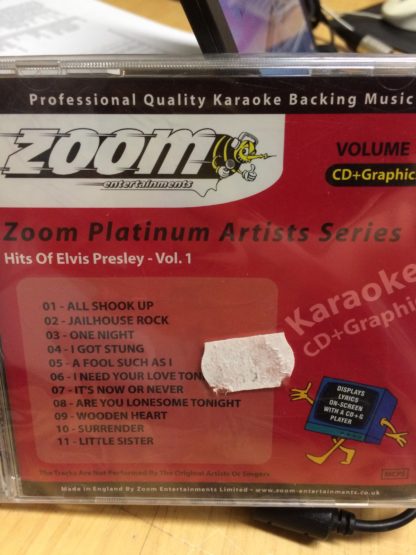 Professional Quality Karaoke Backing Music
zoom
entertainments
VOLUME
CD+Graphics
Zoom Platinum Artists Series
Hits Of Elvis Presley - Vol. 1
Karaoke
CD+Graphi
01 - ALL SHOOK UP
02 - JAILHOUSE ROCK
03 - ONE NIGHT
04 - I GOT STUNG
05 - A FOOL SUCH AS I
06 - I NEED YOUR LOVE TON
07 - IT'S NOW OR NEVER
08 - ARE YOU LONESOME TONIGHT
09 - WOODEN HEART
10 - SURRENDER
11 - LITTLE SISTER
DISPLAYS
LYRICS
ON-SCREEN
WITH A CD+G
PLAYER
The Tracks Are Not Performed By The Original Artists Or Singers
MCPS
Made in England By Zoom Entertainments Limited - www.zoom-entertainments.co.uk